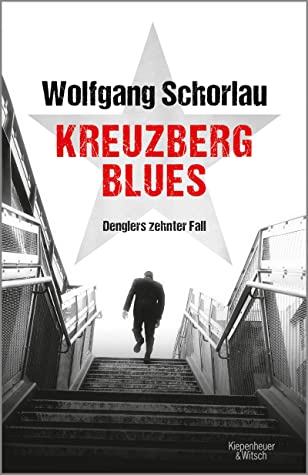 Wolfgang Schorlau
KREUZBERG
BLUES
Denglers zehnter Fall
Kiepenheuer
& Witsch